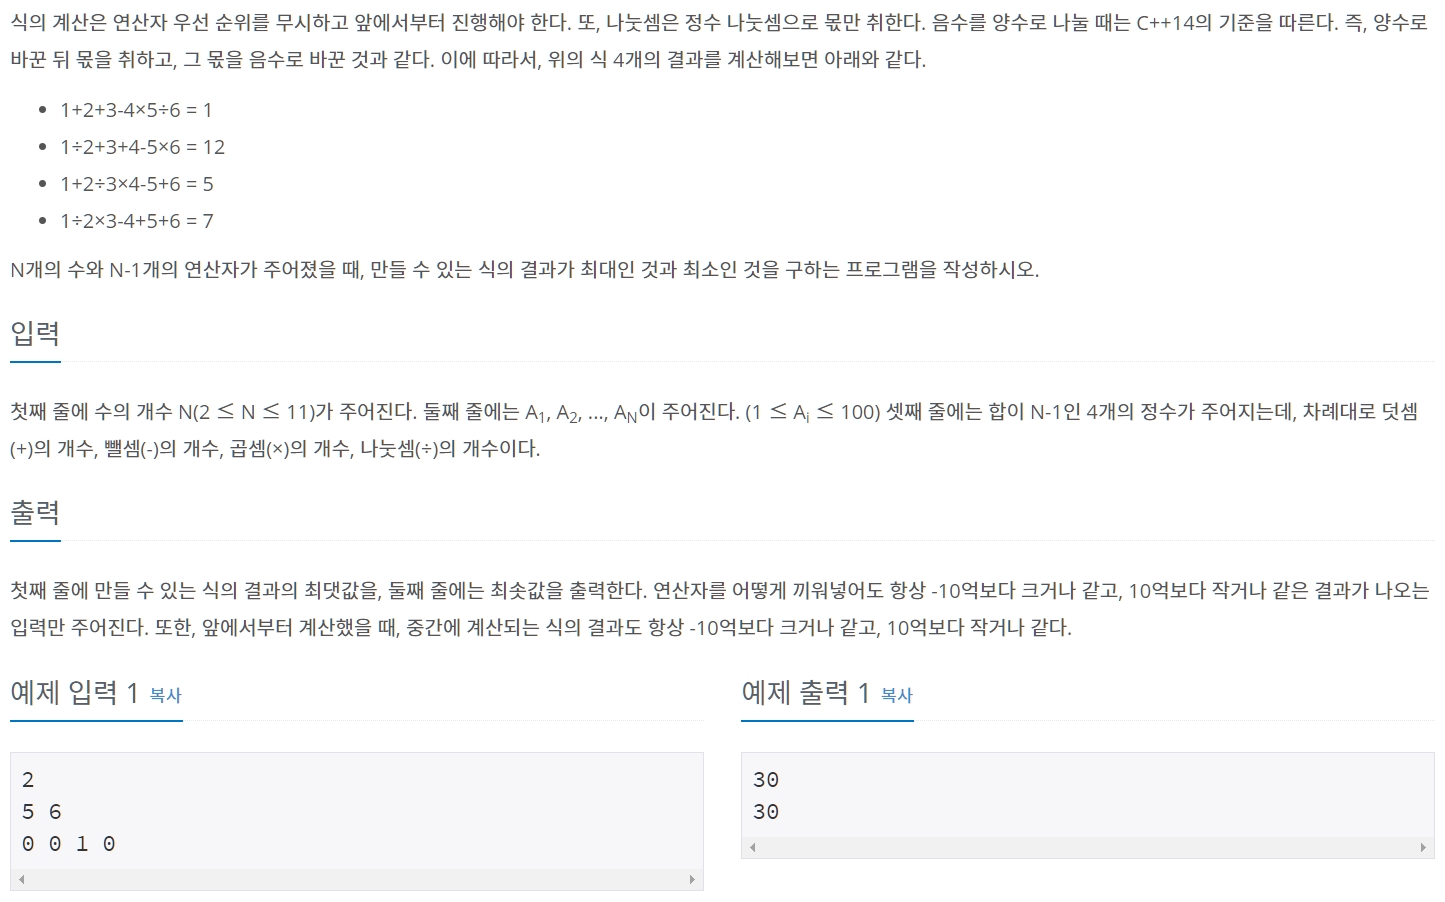 식의 계산은 연산자 우선 순위를 무시하고 앞에서부터 진행해야 한다. 또, 나눗셈은 정수 나눗셈으로 몫만 취한다. 음수를 양수로 나눌 때는 C++14의 기준을 따른다. 즉, 양수로
바꾼 뒤 몫을 취하고, 그 몫을 음수로 바꾼 것과 같다. 이에 따라서, 위의 식 4개의 결과를 계산해보면 아래와 같다.
• 1+2+3-4×5÷6 = 1
• 1÷2+3+4-5×6 = 12
• 1+2÷3×4-5+6 = 5
• 1÷2×3-4+5+6 = 7
N개의 수와 N-1개의 연산자가 주어졌을 때, 만들 수 있는 식의 결과가 최대인 것과 최소인 것을 구하는 프로그램을 작성하시오.
입력
첫째 줄에 수의 개수 N(2 ≤ N ≤ 11)가 주어진다. 둘째 줄에는 A1, A2, ..., AN이 주어진다. (1 ≤ Ai ≤ 100) 셋째 줄에는 합이 N-1인 4개의 정수가 주어지는데, 차례대로 덧셈
(+)의 개수, 뺄셈(-)의 개수, 곱셈(×)의 개수, 나눗셈(÷)의 개수이다.
출력
첫째 줄에 만들 수 있는 식의 결과의 최댓값을, 둘째 줄에는 최솟값을 출력한다. 연산자를 어떻게 끼워넣어도 항상 -10억보다 크거나 같고, 10억보다 작거나 같은 결과가 나오는
입력만 주어진다. 또한, 앞에서부터 계산했을 때, 중간에 계산되는 식의 결과도 항상 -10억보다 크거나 같고, 10억보다 작거나 같다.
예제 입력 1 복사
2
5 6
0 0 1 0
예제 출력 1 복사
30
30